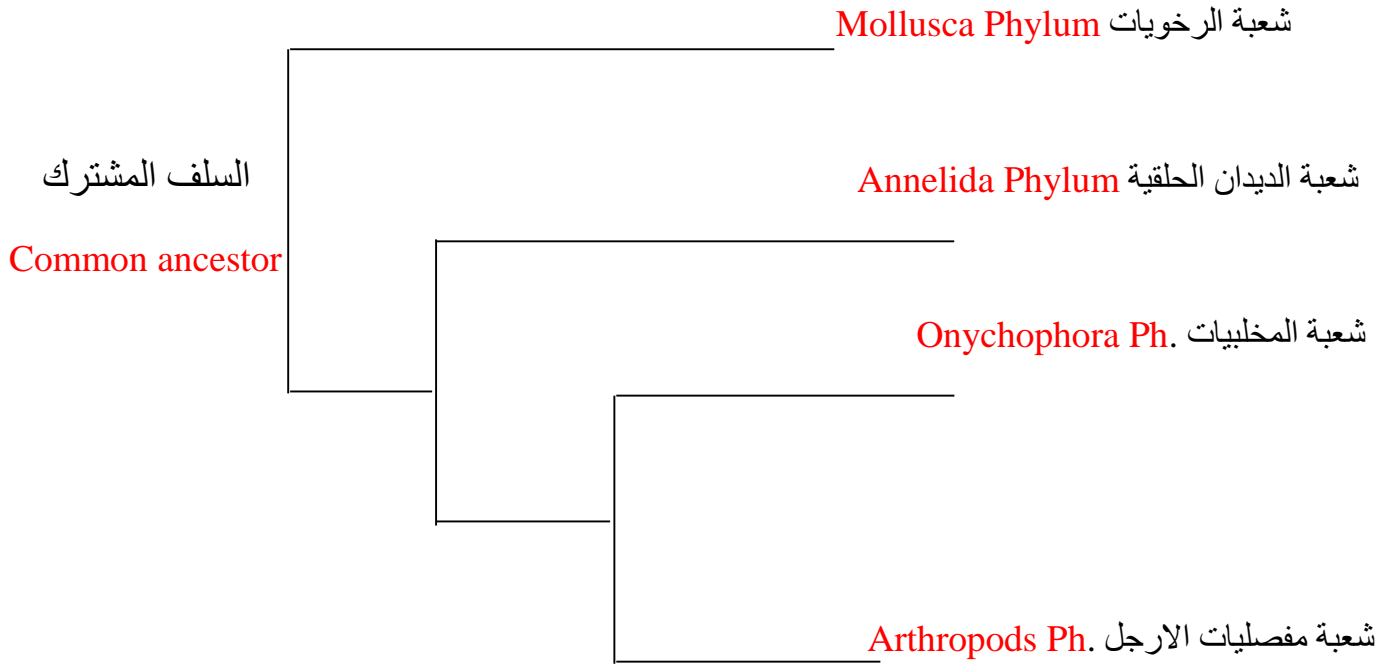 شعبة الرخويات Mollusca Phylum
السلف المشترك
شعبة الديدان الحلقية Annelida Phylum
Common ancestor
شعبة المخلبيات Onychophora Ph.
شعبة مفصليات الارجل Arthropods Ph.